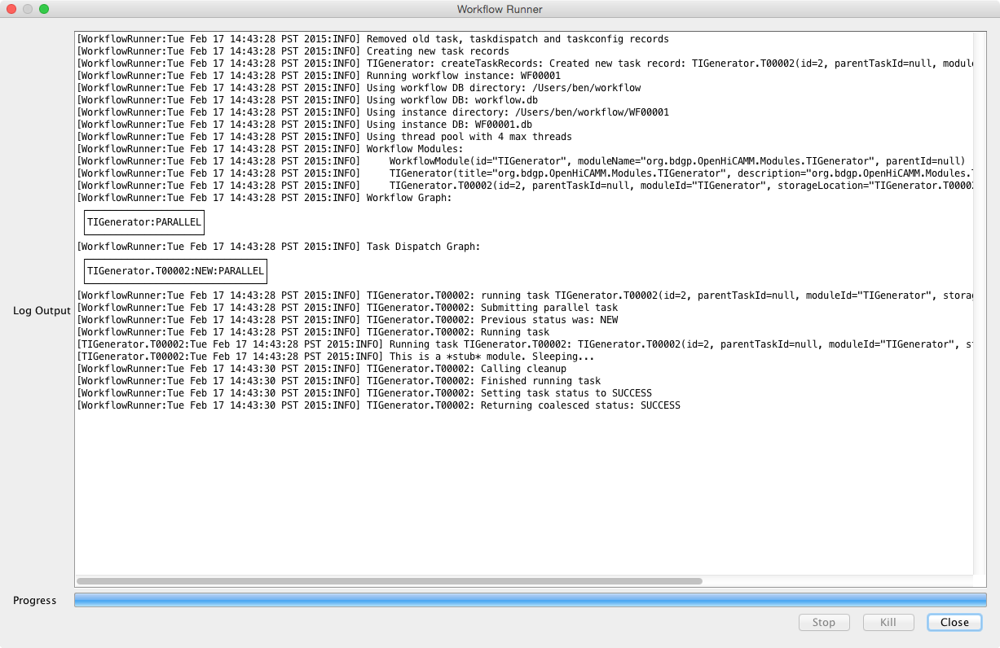 Workflow Runner
[WorkflowRunner:Tue Feb 17 14:43:28 PST 2015:INFO] Removed old task, taskdispatch and taskconfig records
[WorkflowRunner:Tue Feb 17 14:43:28 PST 2015:INFO] Creating new task records
[WorkflowRunner:Tue Feb 17 14:43:28 PST 2015:INFO] TIGenerator: createTaskRecords: Created new task record: TIGenerator.T00002(id=2, parentTaskId=null, module
[WorkflowRunner:Tue Feb 17 14:43:28 PST 2015:INFO] Running workflow instance: WF00001
[WorkflowRunner:Tue Feb 17 14:43:28 PST 2015:INFO] Using workflow DB directory: /Users/ben/workflow
[WorkflowRunner:Tue Feb 17 14:43:28 PST 2015:INFO] Using workflow DB: workflow.db
[WorkflowRunner:Tue Feb 17 14:43:28 PST 2015:INFO] Using instance directory: /Users/ben/workflow/WF00001
[WorkflowRunner:Tue Feb 17 14:43:28 PST 2015:INFO] Using instance DB: WF00001.db
[WorkflowRunner:Tue Feb 17 14:43:28 PST 2015:INFO] Using thread pool with 4 max threads
[WorkflowRunner:Tue Feb 17 14:43:28 PST 2015:INFO] Workflow Modules:
[WorkflowRunner:Tue Feb 17 14:43:28 PST 2015:INFO]     WorkflowModule(id="TIGenerator", moduleName="org.bdgp.OpenHiCAMM.Modules.TIGenerator", parentId=null)
[WorkflowRunner:Tue Feb 17 14:43:28 PST 2015:INFO]     TIGenerator(title="org.bdgp.OpenHiCAMM.Modules.TIGenerator", description="org.bdgp.OpenHiCAMM.Modules.T
[WorkflowRunner:Tue Feb 17 14:43:28 PST 2015:INFO]     TIGenerator.T00002(id=2, parentTaskId=null, moduleId="TIGenerator", storageLocation="TIGenerator.T00002
[WorkflowRunner:Tue Feb 17 14:43:28 PST 2015:INFO] Workflow Graph:
TIGenerator:PARALLEL
[WorkflowRunner:Tue Feb 17 14:43:28 PST 2015:INFO] Task Dispatch Graph:
TIGenerator.T00002:NEW:PARALLEL
[WorkflowRunner:Tue Feb 17 14:43:28 PST 2015:INFO] TIGenerator.T00002: running task TIGenerator.T00002(id=2, parentTaskId=null, moduleId="TIGenerator", storag
Log Output
[WorkflowRunner:Tue Feb 17 14:43:28 PST 2015:INFO] TIGenerator.T00002: Submitting parallel task
[WorkflowRunner:Tue Feb 17 14:43:28 PST 2015:INFO] TIGenerator.T00002: Previous status was: NEW
[WorkflowRunner:Tue Feb 17 14:43:28 PST 2015:INFO] TIGenerator.T00002: Running task
[TIGenerator.T00002:Tue Feb 17 14:43:28 PST 2015:INFO] Running task TIGenerator.T00002: TIGenerator.T00002(id=2, parentTaskId=null, moduleId="TIGenerator", st
[TIGenerator.T00002:Tue Feb 17 14:43:28 PST 2015:INFO] This is a *stub* module. Sleeping...
[WorkflowRunner:Tue Feb 17 14:43:30 PST 2015:INFO] TIGenerator.T00002: Calling cleanup
[WorkflowRunner:Tue Feb 17 14:43:30 PST 2015:INFO] TIGenerator.T00002: Finished running task
[WorkflowRunner:Tue Feb 17 14:43:30 PST 2015:INFO] TIGenerator.T00002: Setting task status to SUCCESS
[WorkflowRunner:Tue Feb 17 14:43:30 PST 2015:INFO] TIGenerator.T00002: Returning coalesced status: SUCCESS
Progress
Stop
Kill
Close